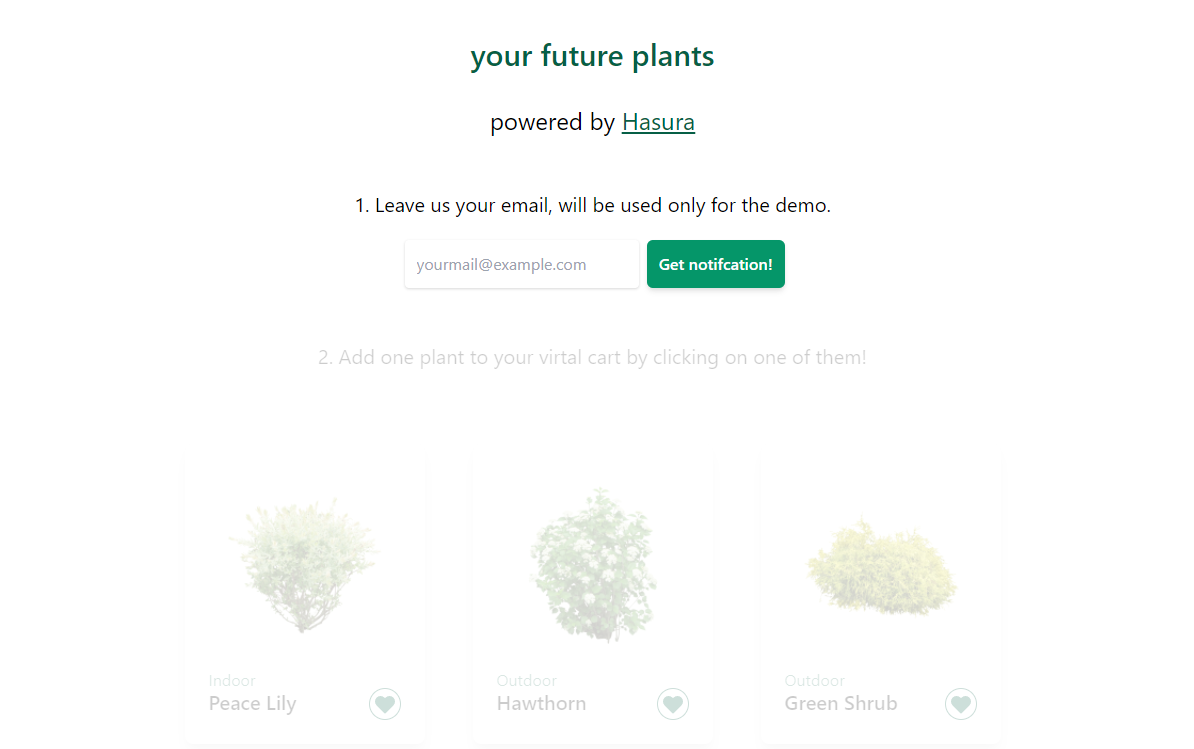 your future plants
powered by Hasura
1. Leave us your email, will be used only for the demo.
yourmail@example.com
Get notifcation!
2. Add one plant to your virtal cart by clicking on one of them!
Indoor
Peace Lily
Outdoor
Hawthorn
Outdoor
Green Shrub